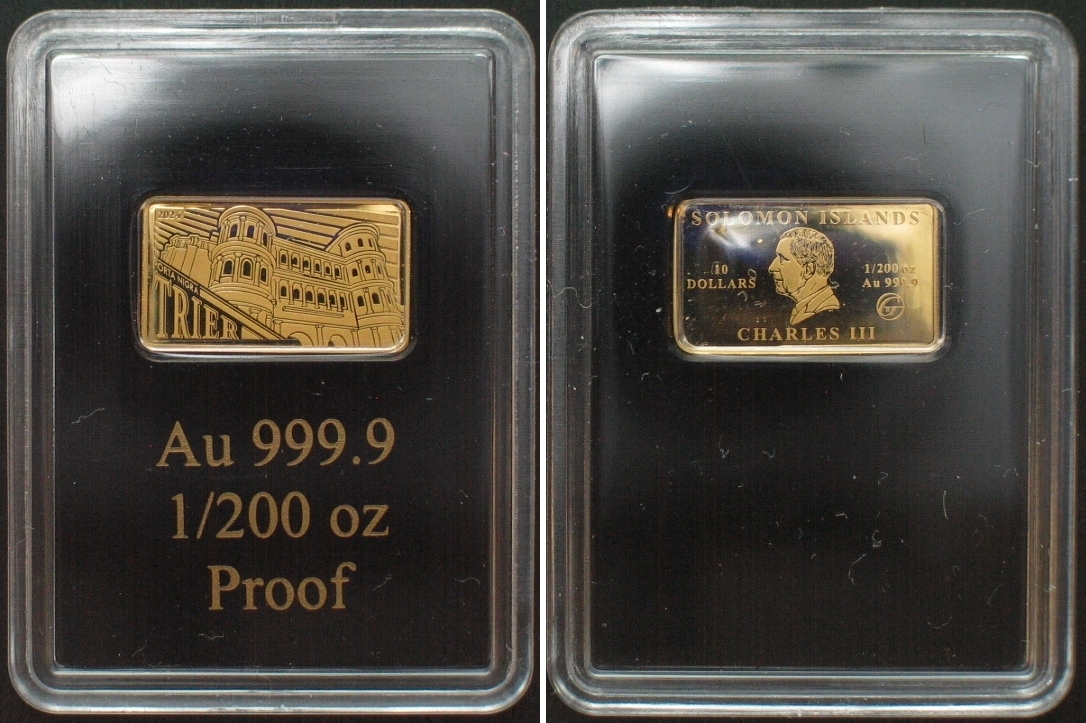 2024
PORTA NIGRA
TRIER
Au 999.9
1/200 oz
Proof
SOLOMON ISLANDS
10
DOLLARS
1/200 oz
Au 999.9
CHARLES III